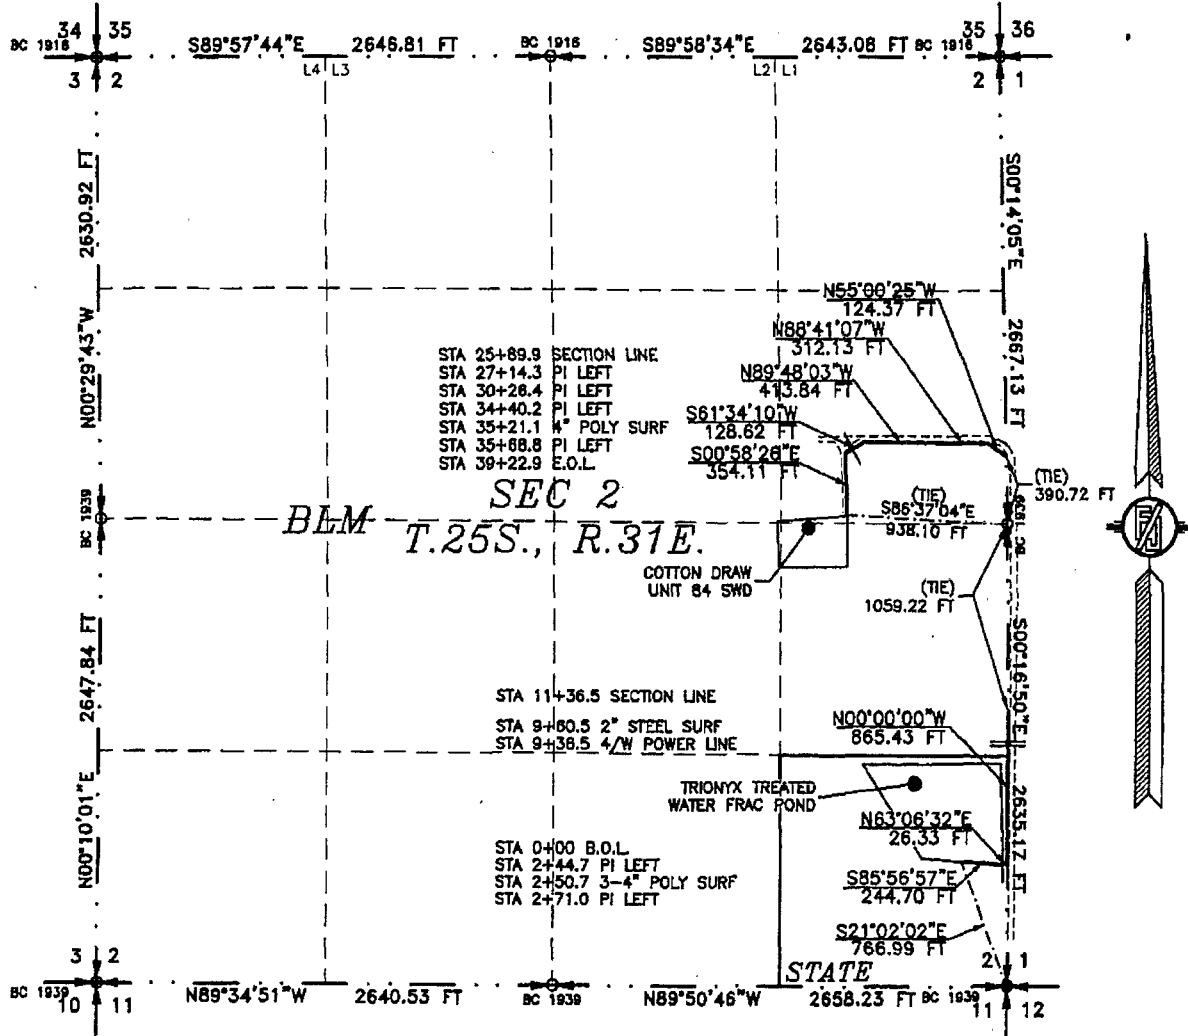 34 35
35 36
BC 1916 S89°57'44"E 2646.81 FT BC 1916 S89°58'34"E 2643.08 FT BC 1916
3 2
L4 L3
L2 L1
2 1
N00°29'43"W 2630.92 FT
S00°14'05"E 2667.13 FT
N55°00'25"W
124.37 FT
N88°41'07"W
312.13 FT
N89°48'03"W
413.84 FT
S61°34'10"W
128.62 FT
S00°58'26"E
354.11 FT
STA 25+89.9 SECTION LINE
STA 27+14.3 PI LEFT
STA 30+26.4 PI LEFT
STA 34+40.2 PI LEFT
STA 35+21.1 4" POLY SURF
STA 35+68.8 PI LEFT
STA 39+22.9 E.O.L.
(TIE)
390.72 FT
(TIE)
S86°37'04"E
938.10 FT
BC 1939
BC 1939
SEC 2
BLM
T.25S., R.31E.
COTTON DRAW
UNIT 84 SWD
(TIE)
1059.22 FT
N00°10'01"E 2647.84 FT
S00°16'50"E 2635.17 FT
STA 11+36.5 SECTION LINE
STA 9+60.5 2" STEEL SURF
STA 9+38.5 4/W POWER LINE
N00°00'00"W
865.43 FT
TRIONYX TREATED
WATER FRAC POND
N63°06'32"E
26.33 FT
STA 0+00 B.O.L.
STA 2+44.7 PI LEFT
STA 2+50.7 3-4" POLY SURF
STA 2+71.0 PI LEFT
S85°56'57"E
244.70 FT
S21°02'02"E
766.99 FT
3 2
2 1
STATE
BC 1939 N89°34'51"W 2640.53 FT BC 1939 N89°50'46"W 2658.23 FT BC 1939
10 11
11 12